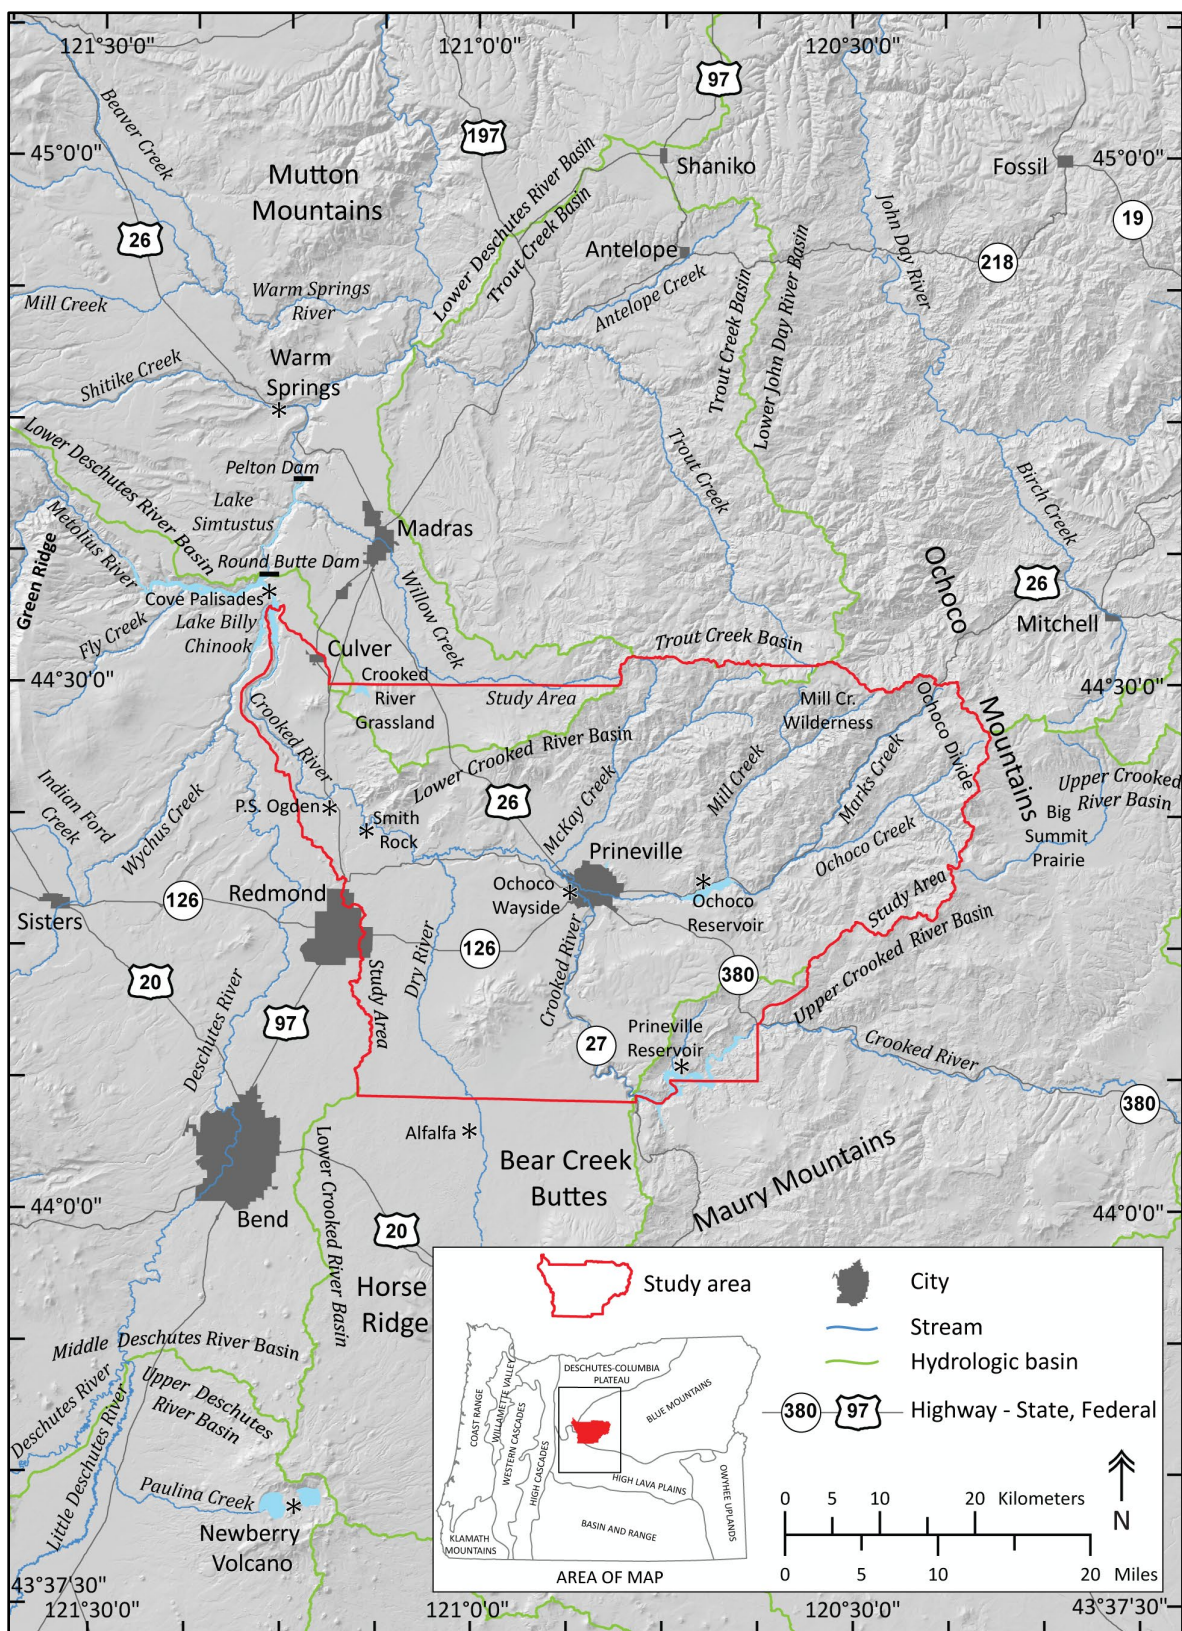 121°30'0"
121°0'0"
120°30'0"
97
197
Beaver Creek
45°0'0"
Mutton
Mountains
Lower Deschutes River Basin
Trout Creek Basin
Shaniko
Fossil
45°0'0"
19
26
Antelope
John Day River
218
Mill Creek
Warm Springs
River
Antelope Creek
Trout Creek Basin
Lower John Day River Basin
Shitike Creek
Warm
Springs
Lower Deschutes River Basin
Pelton Dam
Trout Creek
Birch Creek
Lake
Simtustus
Metolius River
Madras
Green Ridge
Round Butte Dam
Ochoco
26
Cove Palisades
Willow Creek
Fly Creek
Lake Billy
Chinook
Mitchell
Culver
Trout Creek Basin
44°30'0"
Crooked
River
Grassland
Study Area
44°30'0"
Mill Cr.
Wilderness
Ochoco Divide
Mountains
Crooked River
Lower Crooked River Basin
Indian Ford
Creek
Wychus Creek
P.S. Ogden
Smith
Rock
26
McKay Creek
Mill Creek
Marks Creek
Upper Crooked
River Basin
Big
Summit
Prairie
Ochoco Creek
Prineville
Redmond
Ochoco
Wayside
Ochoco
Reservoir
Study Area
Sisters
126
126
Dry River
Crooked River
Upper Crooked River Basin
20
Deschutes River
97
Study Area
380
27
Prineville
Reservoir
Crooked River
380
Alfalfa
Lower Crooked River Basin
Bear Creek
Buttes
Maury Mountains
44°0'0"
44°0'0"
Bend
20
Horse
Ridge
Middle Deschutes River Basin
Upper Deschutes
River Basin
Deschutes River
Little Deschutes River
Paulina Creek
Newberry
Volcano
Study area
City
Stream
Hydrologic basin
380
97
Highway - State, Federal
COAST RANGE
WILLAMETTE VALLEY
WESTERN CASCADES
HIGH CASCADES
DESCHUTES-COLUMBIA
PLATEAU
BLUE MOUNTAINS
HIGH LAVA PLAINS
OWYHEE UPLANDS
BASIN AND RANGE
KLAMATH
MOUNTAINS
AREA OF MAP
0 5 10 20 Kilometers
0 5 10 20 Miles
N
43°37'30"
121°30'0"
121°0'0"
120°30'0"
43°37'30"